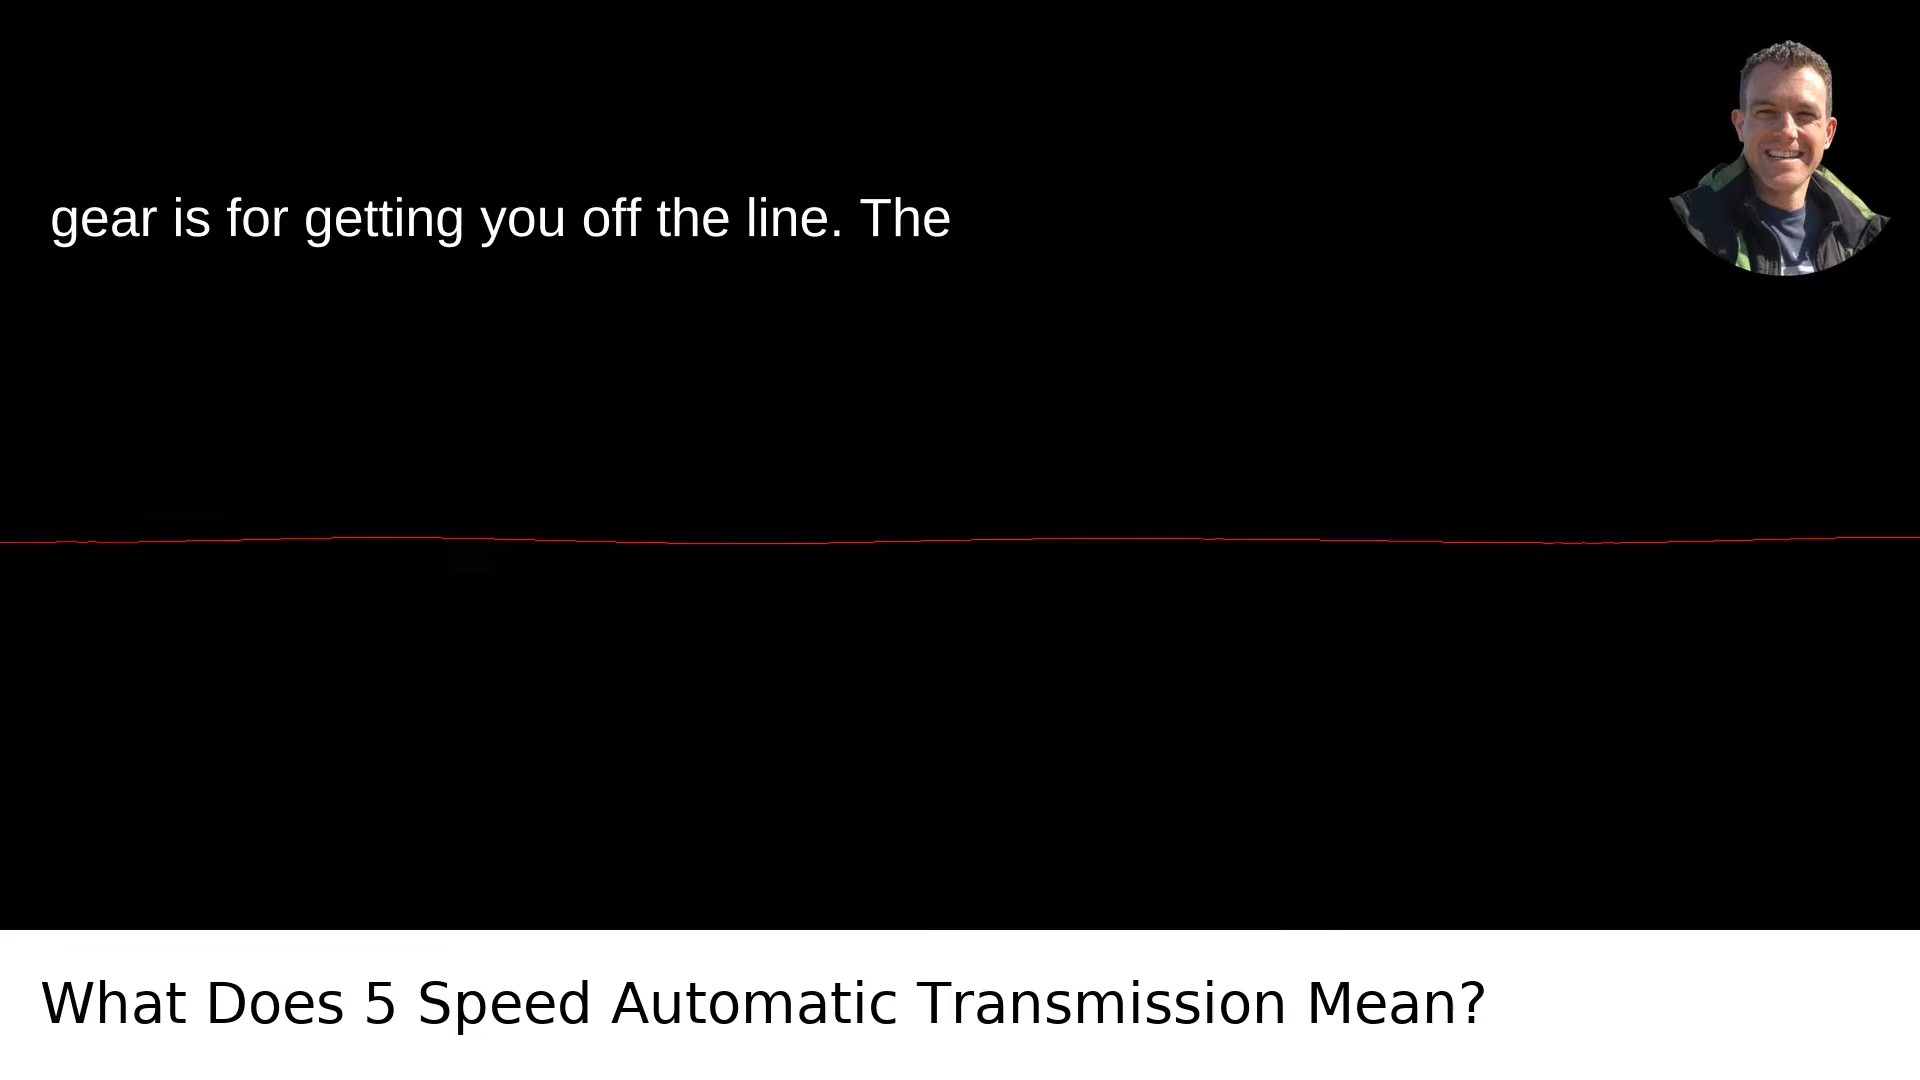 gear is for getting you off the line. The
What Does 5 Speed Automatic Transmission Mean?